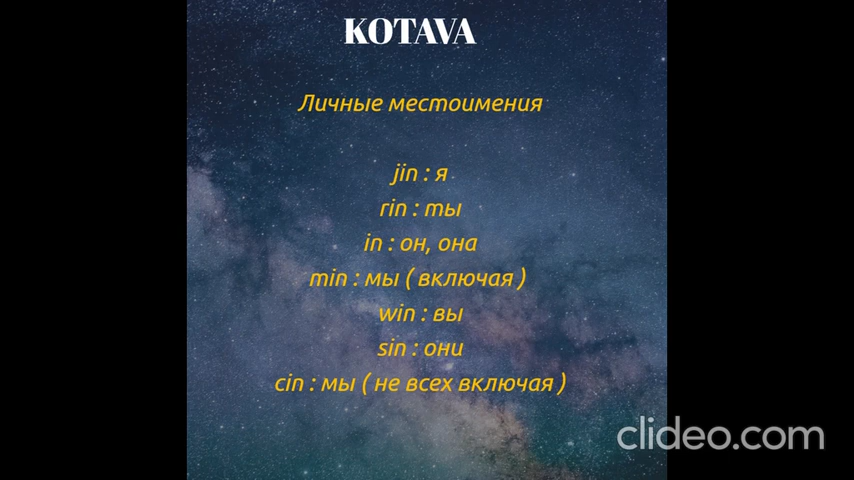 KOTAVA
Личные местоимения
jin : я
rin : ты
in : он, она
min : мы ( включая )
win : вы
sin : они
cin : мы ( не всех включая )
clideo.com